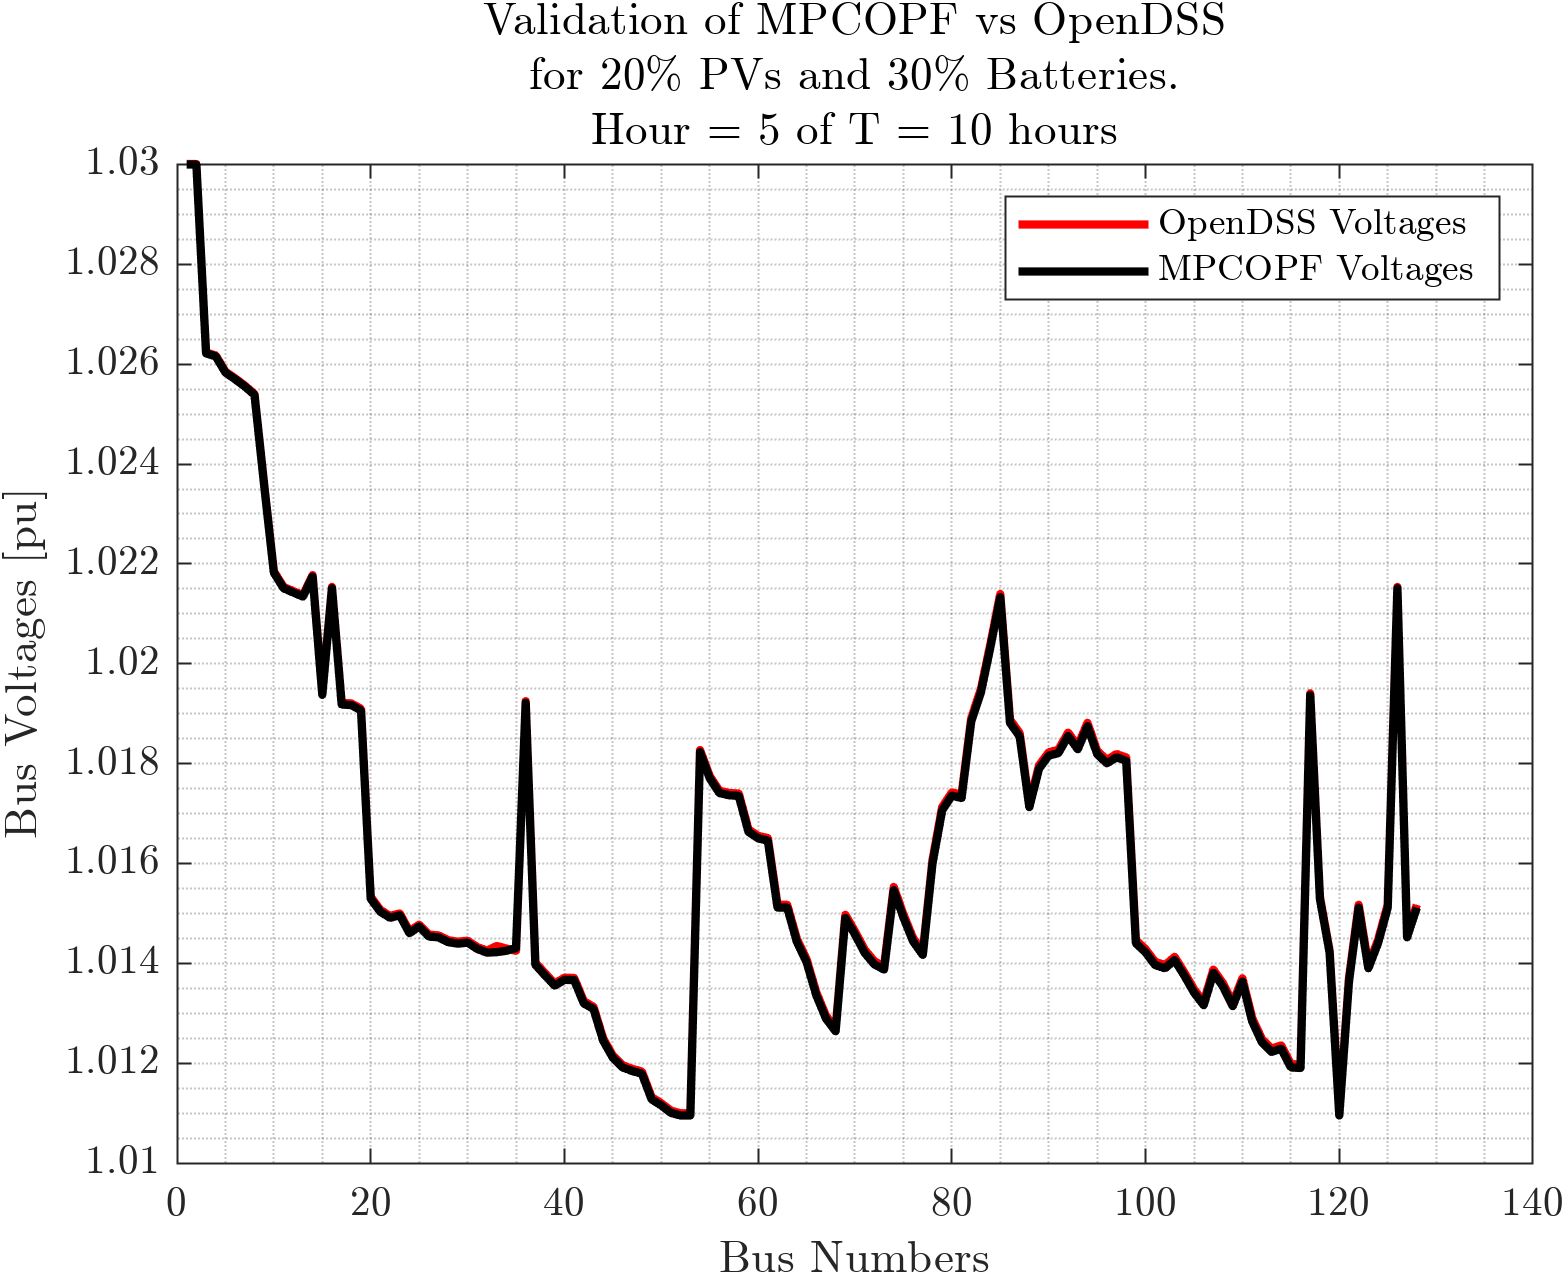 Validation of MPCOPF vs OpenDSS
for 20% PVs and 30% Batteries.
Hour = 5 of T = 10 hours
1.03
1.028
1.026
1.024
1.022
1.02
1.018
1.016
1.014
1.012
1.01
Bus Voltages [pu]
OpenDSS Voltages
MPCOPF Voltages
0 20 40 60 80 100 120 140
Bus Numbers